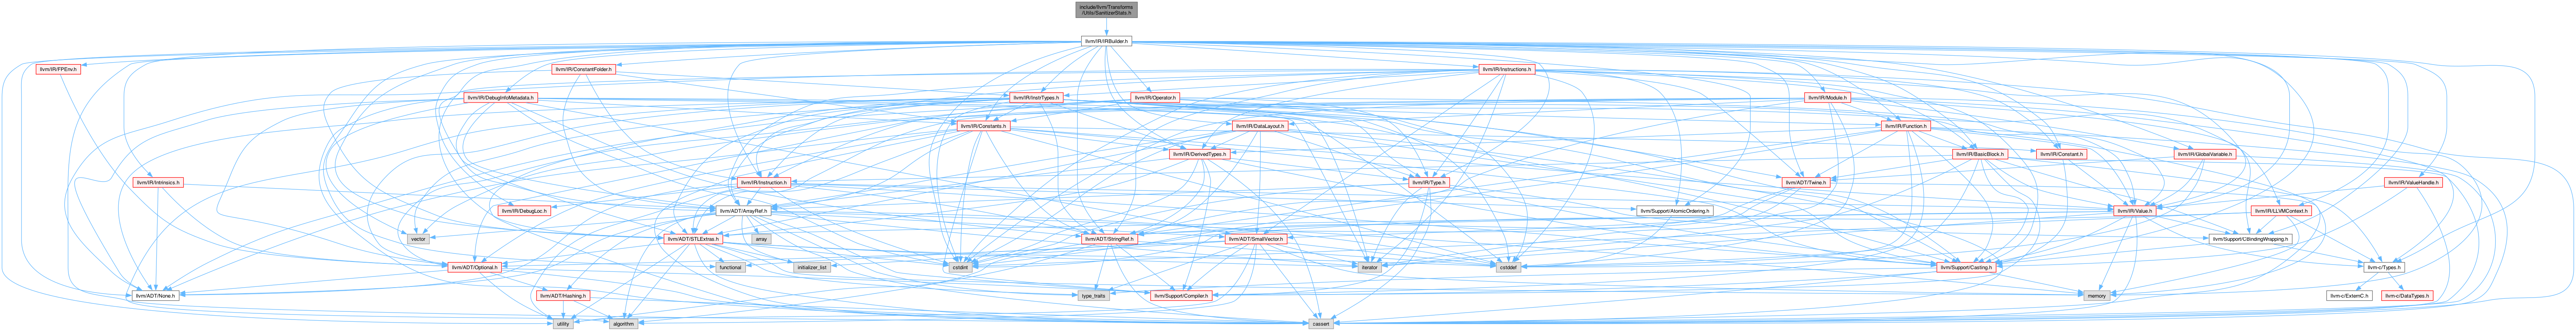 include/llvm/Transforms
/Utils/SanitizerStats.h
llvm/IR/IRBuilder.h
llvm/IR/FPEnv.h
llvm/IR/ConstantFolder.h
llvm/IR/Instructions.h
llvm/IR/DebugInfoMetadata.h
llvm/IR/InstrTypes.h
llvm/IR/Operator.h
llvm/IR/Module.h
llvm/IR/Constants.h
llvm/IR/DataLayout.h
llvm/IR/Function.h
llvm/IR/DerivedTypes.h
llvm/IR/BasicBlock.h
llvm/IR/Constant.h
llvm/IR/GlobalVariable.h
llvm/IR/Intrinsics.h
llvm/IR/Instruction.h
llvm/IR/Type.h
llvm/ADT/Twine.h
llvm/IR/ValueHandle.h
llvm/IR/DebugLoc.h
llvm/ADT/ArrayRef.h
llvm/Support/AtomicOrdering.h
llvm/IR/Value.h
llvm/IR/LLVMContext.h
vector
llvm/ADT/STLExtras.h
array
llvm/ADT/StringRef.h
llvm/ADT/SmallVector.h
llvm/Support/CBindingWrapping.h
llvm/ADT/Optional.h
functional
initializer_list
cstdint
iterator
cstddef
llvm/Support/Casting.h
llvm-c/Types.h
llvm/ADT/None.h
llvm/ADT/Hashing.h
type_traits
llvm/Support/Compiler.h
memory
llvm-c/ExternC.h
llvm-c/DataTypes.h
utility
algorithm
cassert